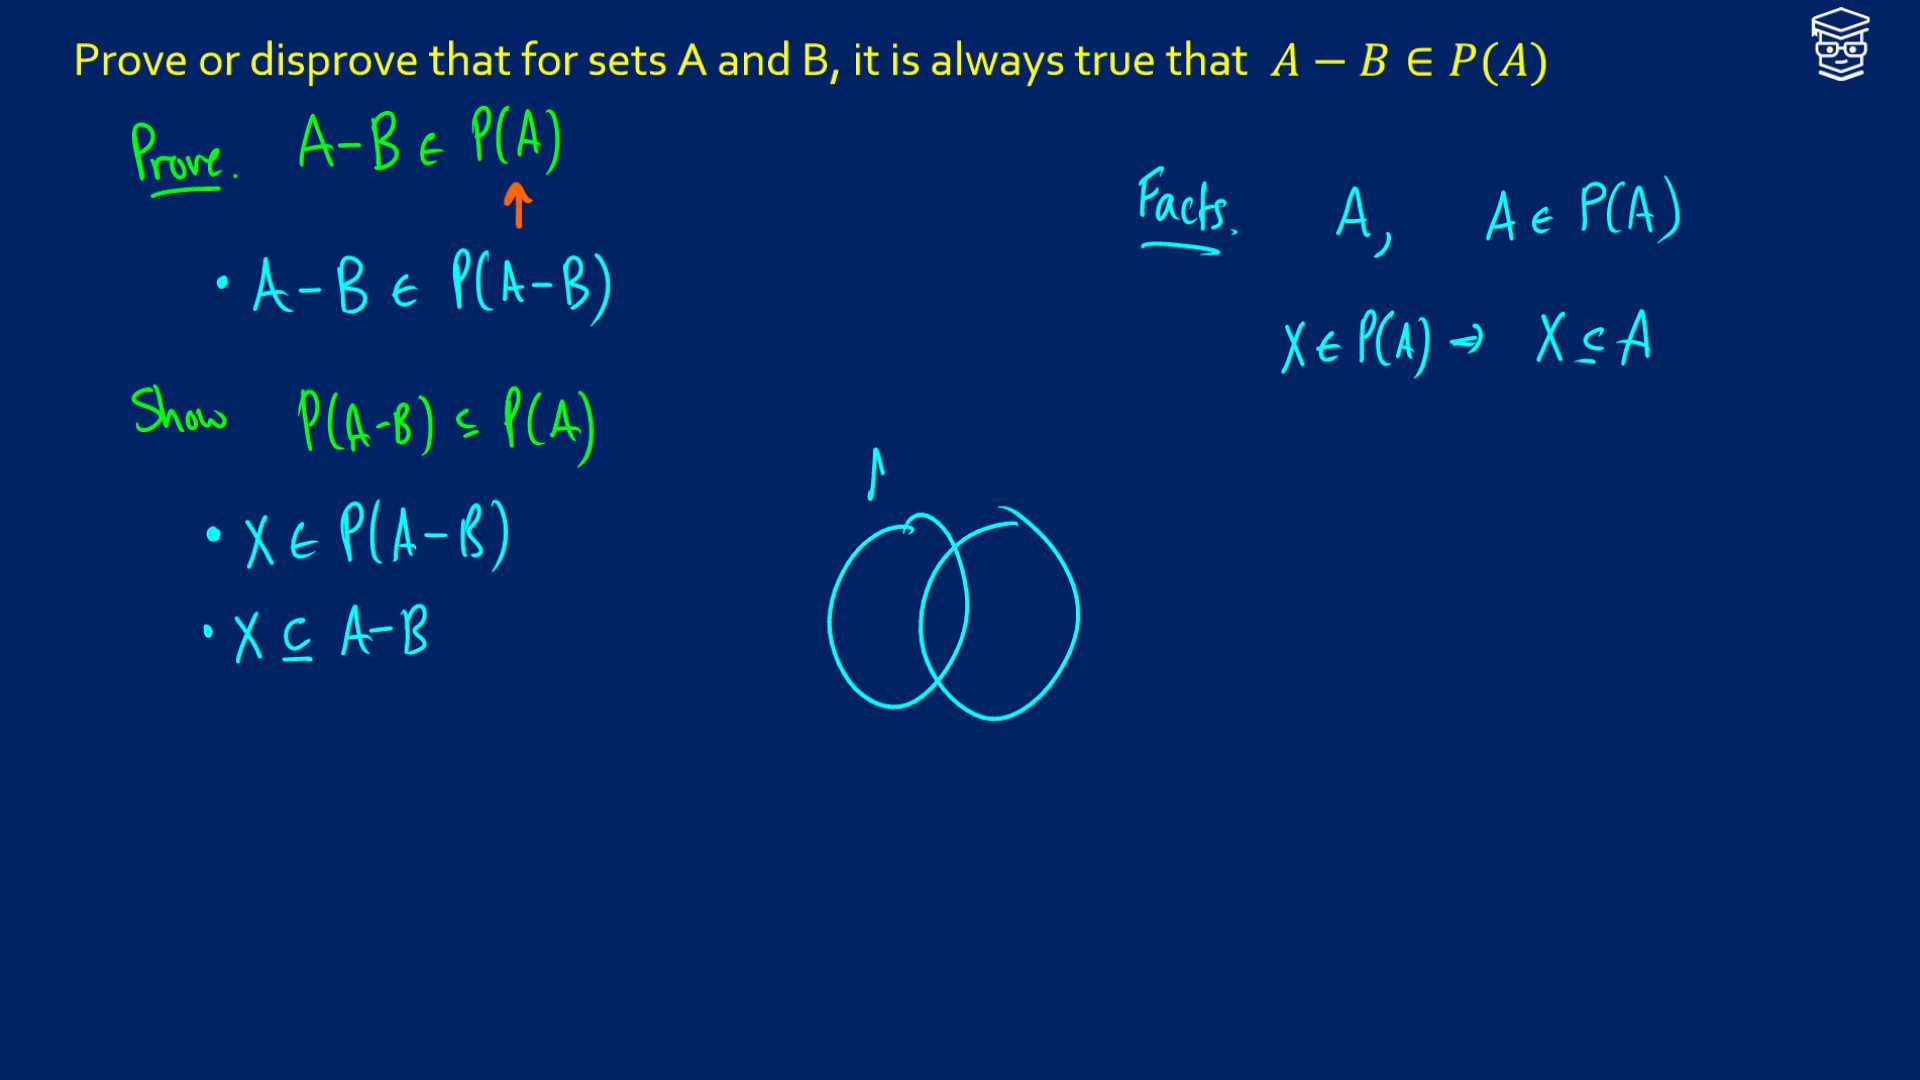 Prove or disprove that for sets A and B, it is always true that A − B ∈ P(A)
Prove. A-B ∈ P(A)
• A-B ∈ P(A-B)
Show P(A-B) ⊆ P(A)
• X ∈ P(A-B)
• X ⊆ A-B
Facts. A, A ∈ P(A)
X ∈ P(A) ⇒ X ⊆ A